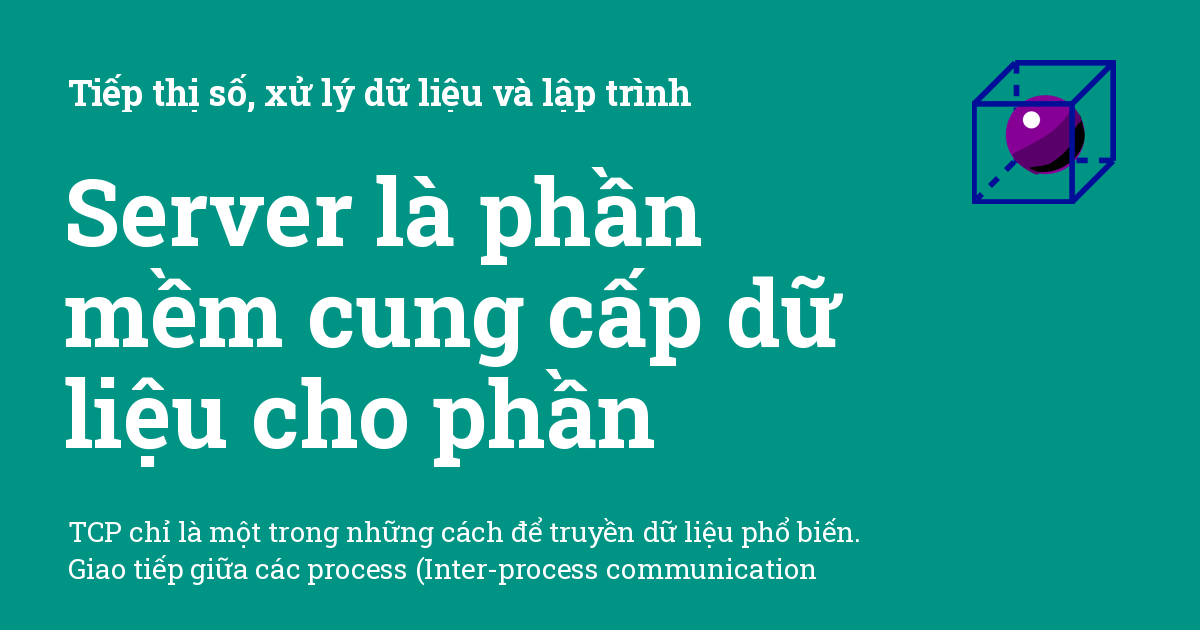 Tiếp thị số, xử lý dữ liệu và lập trình
Server là phần
mềm cung cấp dữ
liệu cho phần
TCP chỉ là một trong những cách để truyền dữ liệu phổ biến.
Giao tiếp giữa các process (Inter-process communication